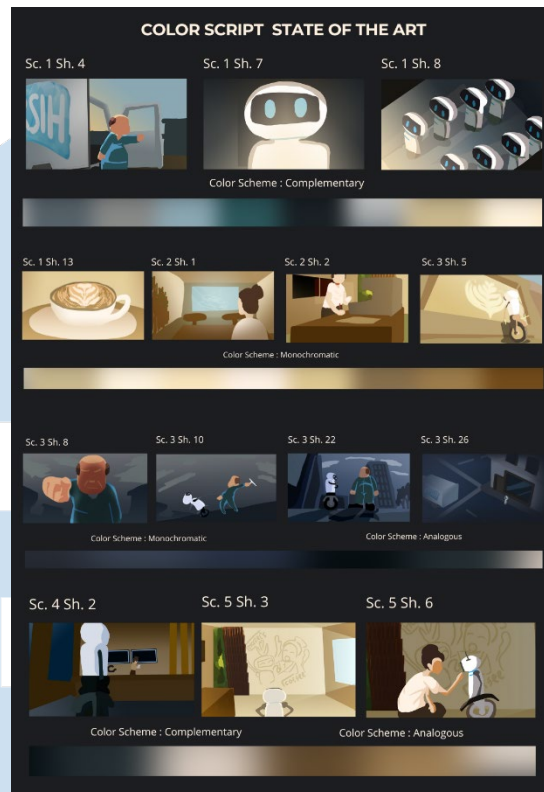 COLOR SCRIPT STATE OF THE ART
Sc. 1 Sh. 4
Sc. 1 Sh. 7
Sc. 1 Sh. 8
HIS
Color Scheme : Complementary
Sc. 1 Sh. 13
Sc. 2 Sh. 1
Sc. 2 Sh. 2
Sc. 3 Sh. 5
Color Scheme : Monochromatic
Sc. 3 Sh. 8
Sc. 3 Sh. 10
Sc. 3 Sh. 22
Sc. 3 Sh. 26
Color Scheme : Monochromatic
Color Scheme : Analogous
Sc. 4 Sh. 2
Sc. 5 Sh. 3
Sc. 5 Sh. 6
Color Scheme : Complementary
Color Scheme : Analogous